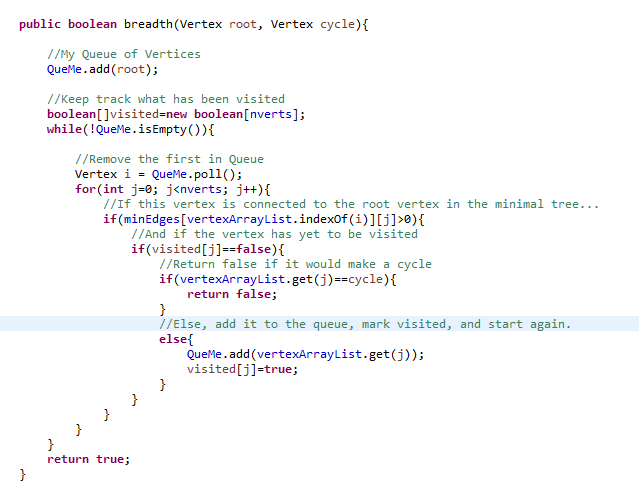 public boolean breadth(Vertex root, Vertex cycle){
//My Queue of Vertices
QueMe.add(root);
//Keep track what has been visited
boolean[]visited=new boolean[nverts];
while(!QueMe.isEmpty()){
//Remove the first in Queue
Vertex i = QueMe.poll();
for(int j=0; j<nverts; j++){
//If this vertex is connected to the root vertex in the minimal tree...
if(minEdges[vertexArrayList.indexOf(i)][j]>0){
//And if the vertex has yet to be visited
if(visited[j]==false){
//Return false if it would make a cycle
if(vertexArrayList.get(j)==cycle){
return false;
}
//Else, add it to the queue, mark visited, and start again.
else{
QueMe.add(vertexArrayList.get(j));
visited[j]=true;
}
}
}
}
}
return true;
}